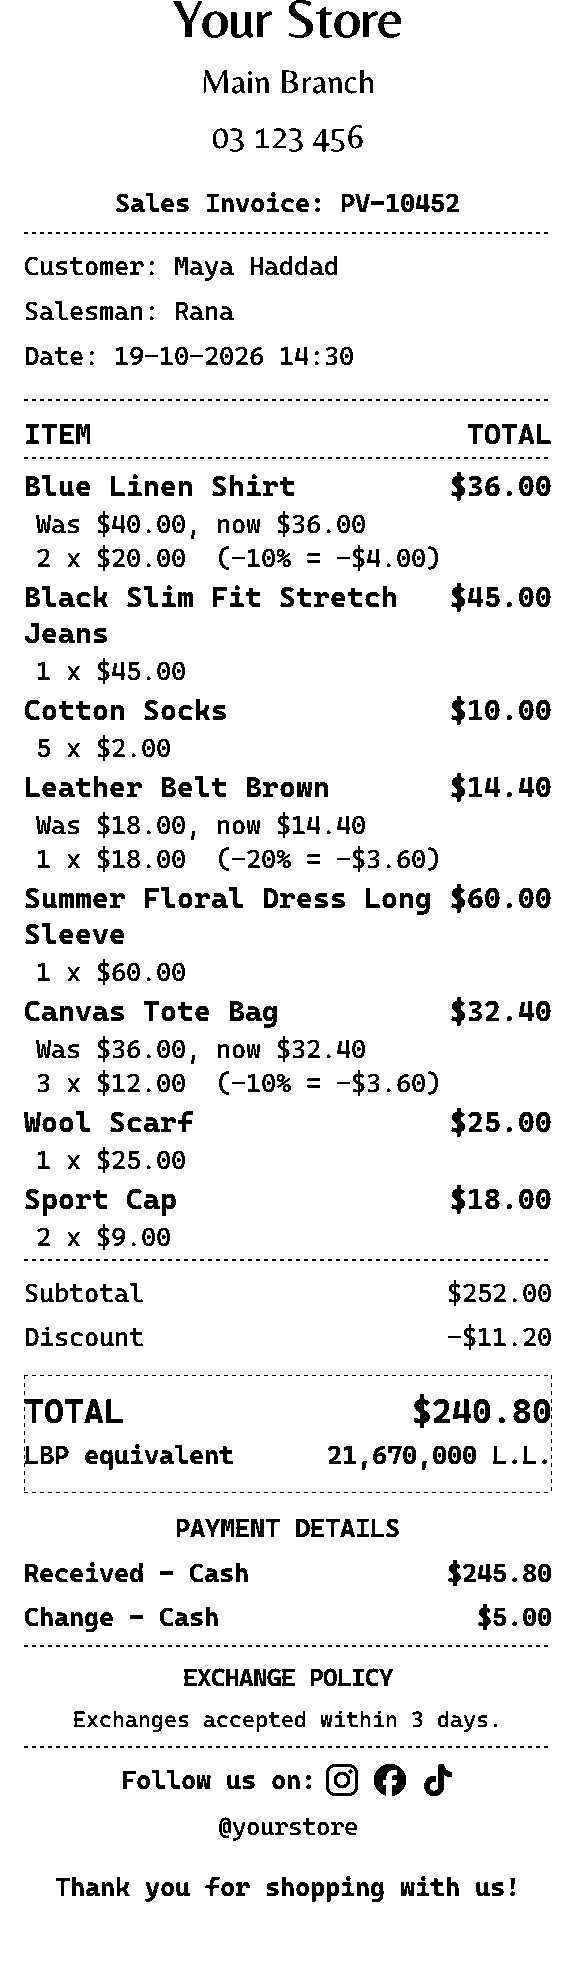 Your Store
Main Branch
03 123 456
Sales Invoice: PV-10452
Customer: Maya Haddad
Salesman: Rana
Date: 19-10-2026 14:30
ITEM TOTAL
Blue Linen Shirt $36.00
Was $40.00, now $36.00
2 x $20.00 (-10% = -$4.00)
Black Slim Fit Stretch $45.00
Jeans
1 x $45.00
Cotton Socks $10.00
5 x $2.00
Leather Belt Brown $14.40
Was $18.00, now $14.40
1 x $18.00 (-20% = -$3.60)
Summer Floral Dress Long $60.00
Sleeve
1 x $60.00
Canvas Tote Bag $32.40
Was $36.00, now $32.40
3 x $12.00 (-10% = -$3.60)
Wool Scarf $25.00
1 x $25.00
Sport Cap $18.00
2 x $9.00
Subtotal $252.00
Discount -$11.20
TOTAL $240.80
LBP equivalent 21,670,000 L.L.
PAYMENT DETAILS
Received - Cash $245.80
Change - Cash $5.00
EXCHANGE POLICY
Exchanges accepted within 3 days.
Follow us on:
@yourstore
Thank you for shopping with us!